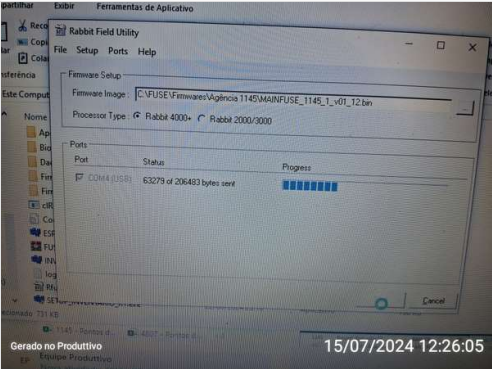 Exibir
Ferramentas de Aplicativo
Rabbit Field Utility
File Setup Ports Help
Firmware Setup
Firmware Image : C:\FUSE\Firmwares\Agência 1145\MAINFUSE_1145_1_v01_12.bin
...
Processor Type : Rabbit 4000+ Rabbit 2000/3000
Ports
Port Status Progress
COM4 (USB) 63279 of 206483 bytes sent
Cancel
Este Comput
Nome
731 KB
Gerado no Produttivo
15/07/2024 12:26:05
Equipe Produttivo